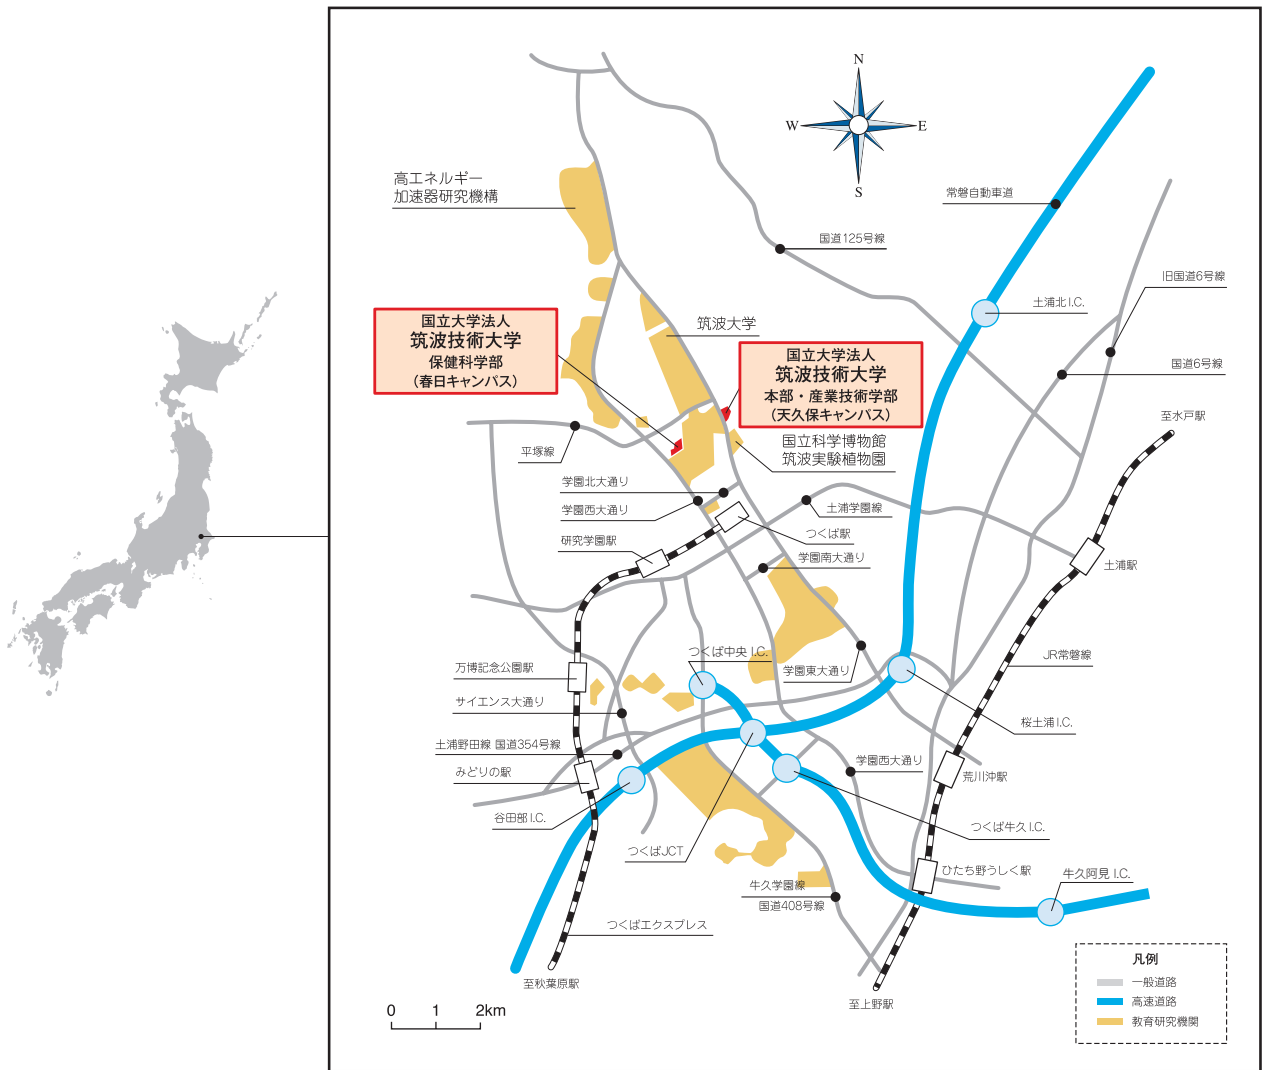 N
W
E
S
高エネルギー
加速器研究機構
常磐自動車道
国道125号線
旧国道6号線
土浦北I.C.
国立大学法人
筑波技術大学
保健科学部
(春日キャンパス)
筑波大学
国立大学法人
筑波技術大学
本部・産業技術学部
(天久保キャンパス)
国道6号線
至水戸駅
国立科学博物館
筑波実験植物園
平塚線
学園北大通り
学園西大通り
土浦学園線
つくば駅
研究学園駅
学園南大通り
土浦駅
つくば中央 I.C.
JR常磐線
万博記念公園駅
学園東大通り
サイエンス大通り
桜土浦 I.C.
土浦野田線 国道354号線
みどりの駅
学園西大通り
荒川沖駅
谷田部 I.C.
つくば牛久 I.C.
つくばJCT
ひたち野うしく駅
牛久阿見 I.C.
牛久学園線
国道408号線
つくばエクスプレス
至秋葉原駅
至上野駅
0 1 2km
凡例
一般道路
高速道路
教育研究機関